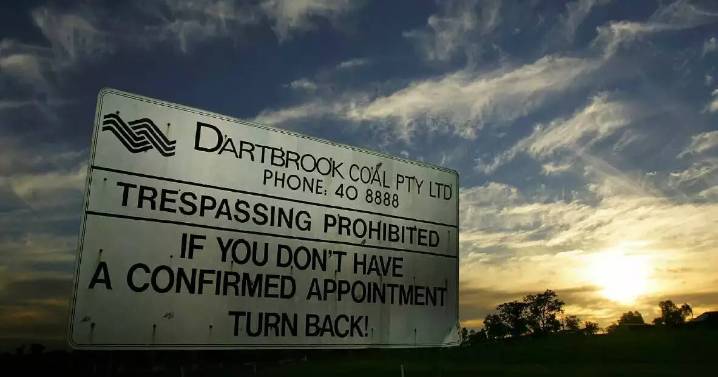 DARTBROOK COAL PTY LTD
PHONE: 40 8888
TRESPASSING PROHIBITED
IF YOU DON'T HAVE
A CONFIRMED APPOINTMENT
TURN BACK!